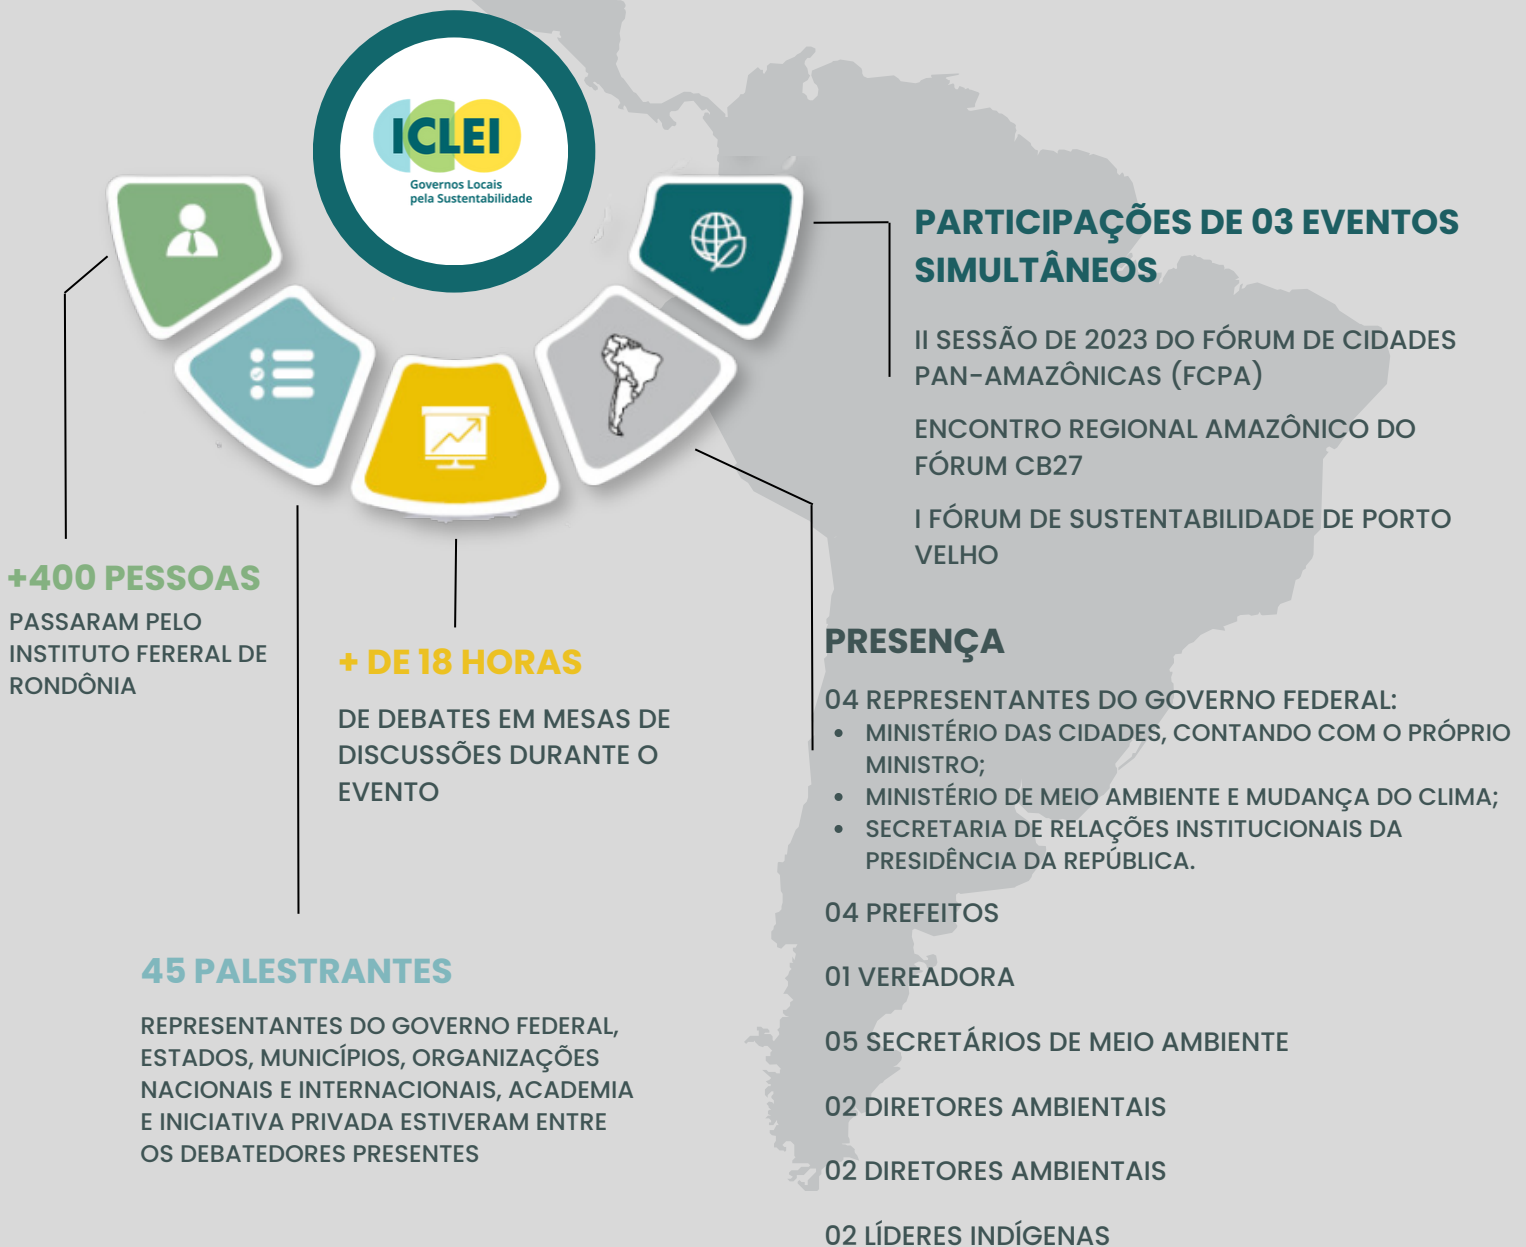 ICLEI
Governos Locais
pela Sustentabilidade
+400 PESSOAS
PASSARAM PELO
INSTITUTO FERERAL DE
RONDÔNIA
45 PALESTRANTES
REPRESENTANTES DO GOVERNO FEDERAL,
ESTADOS, MUNICÍPIOS, ORGANIZAÇÕES
NACIONAIS E INTERNACIONAIS, ACADEMIA
E INICIATIVA PRIVADA ESTIVERAM ENTRE
OS DEBATEDORES PRESENTES
+ DE 18 HORAS
DE DEBATES EM MESAS DE
DISCUSSÕES DURANTE O
EVENTO
PARTICIPAÇÕES DE 03 EVENTOS
SIMULTÂNEOS
II SESSÃO DE 2023 DO FÓRUM DE CIDADES
PAN-AMAZÔNICAS (FCPA)
ENCONTRO REGIONAL AMAZÔNICO DO
FÓRUM CB27
I FÓRUM DE SUSTENTABILIDADE DE PORTO
VELHO
PRESENÇA
04 REPRESENTANTES DO GOVERNO FEDERAL:
• MINISTÉRIO DAS CIDADES, CONTANDO COM O PRÓPRIO
MINISTRO;
• MINISTÉRIO DE MEIO AMBIENTE E MUDANÇA DO CLIMA;
• SECRETARIA DE RELAÇÕES INSTITUCIONAIS DA
PRESIDÊNCIA DA REPÚBLICA.
04 PREFEITOS
01 VEREADORA
05 SECRETÁRIOS DE MEIO AMBIENTE
02 DIRETORES AMBIENTAIS
02 DIRETORES AMBIENTAIS
02 LÍDERES INDÍGENAS